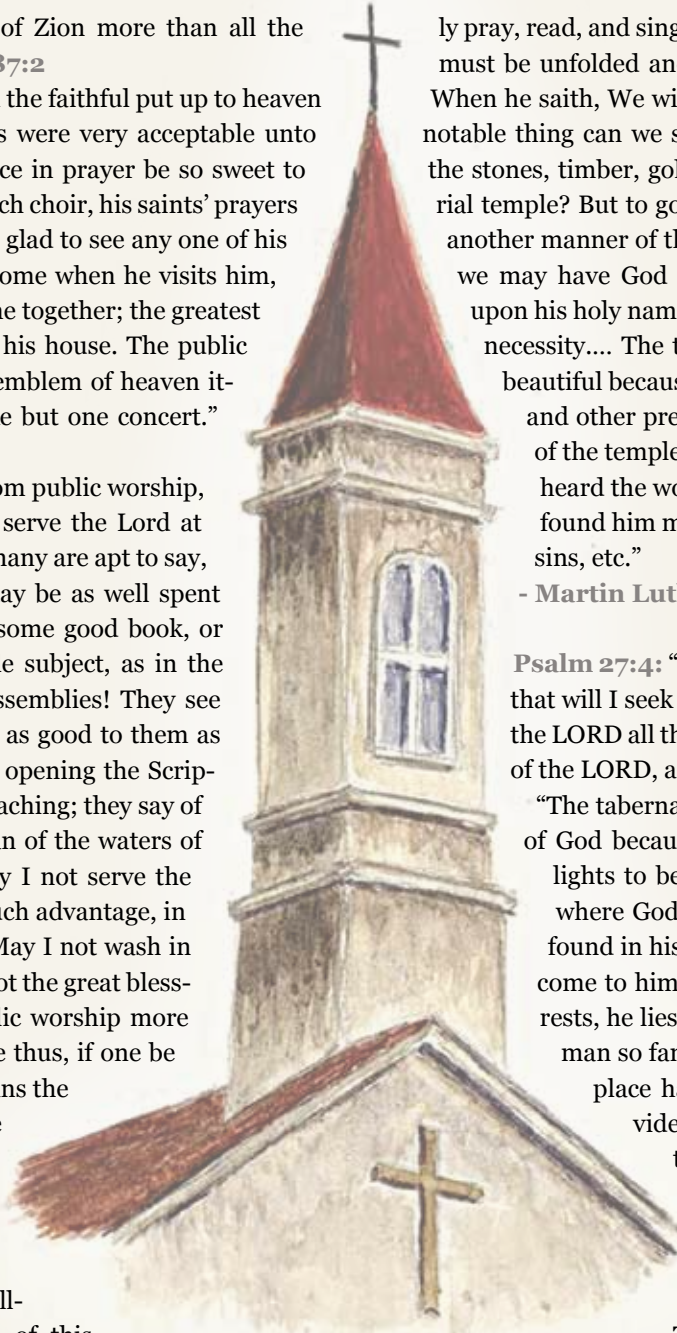 of Zion more than all the
87:2
the faithful put up to heaven
s were very acceptable unto
ce in prayer be so sweet to
ch choir, his saints’ prayers
glad to see any one of his
ome when he visits him,
ne together; the greatest
his house. The public
emblem of heaven it-
e but one concert.”
om public worship,
serve the Lord at
many are apt to say,
ay be as well spent
some good book, or
e subject, as in the
ssemblies! They see
as good to them as
opening the Scrip-
aching; they say of
n of the waters of
y I not serve the
uch advantage, in
May I not wash in
ot the great bless-
lic worship more
e thus, if one be
ns the
e
ll-
of this
ly pray, read, and sing
must be unfolded an
When he saith, We wi
notable thing can we s
the stones, timber, gol
rial temple? But to go
another manner of th
we may have God
upon his holy nam
necessity.... The t
beautiful becaus
and other pre
of the temple
heard the wo
found him m
sins, etc.”
- Martin Lut
Psalm 27:4: “
that will I seek
the LORD all th
of the LORD, a
“The taberna
of God becau
lights to be
where God
found in his
come to him
rests, he lies
man so far
place ha
vide
t